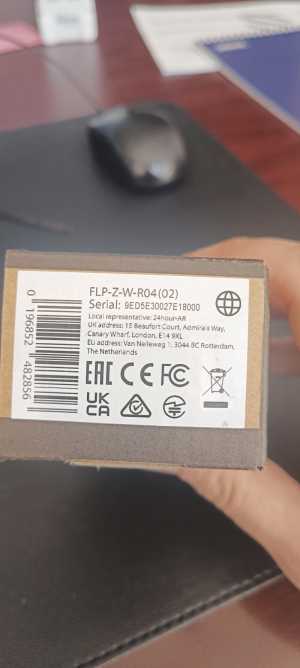 FLP-Z-W-R04(02)
Serial: 9ED5E30027E18000
Local representative: 24hour-AR
UK address: 15 Beaufort Court, Admirals Way,
Canary Wharf, London, E14 9XL
EU address: Van Nelleweg 1, 3044 BC Rotterdam,
The Netherlands
0 196852 482856
EAC CE FC
UK
CA